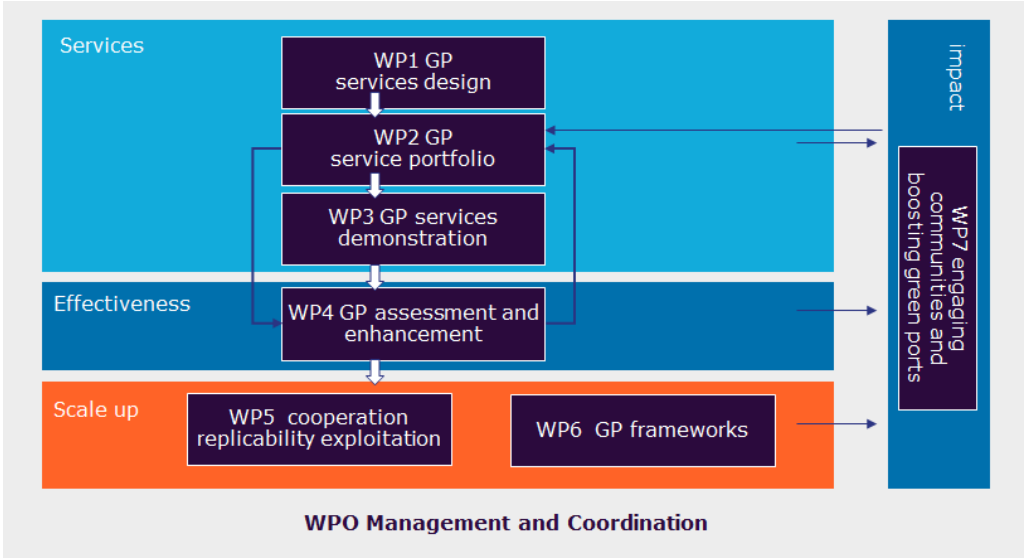 Services
WP1 GP
services design
WP2 GP
service portfolio
WP3 GP services
demonstration
Effectiveness
WP4 GP assessment and
enhancement
Scale up
WP5 cooperation
replicability exploitation
WP6 GP frameworks
impact
WP7 engaging
communities and
boosting green ports
WPO Management and Coordination